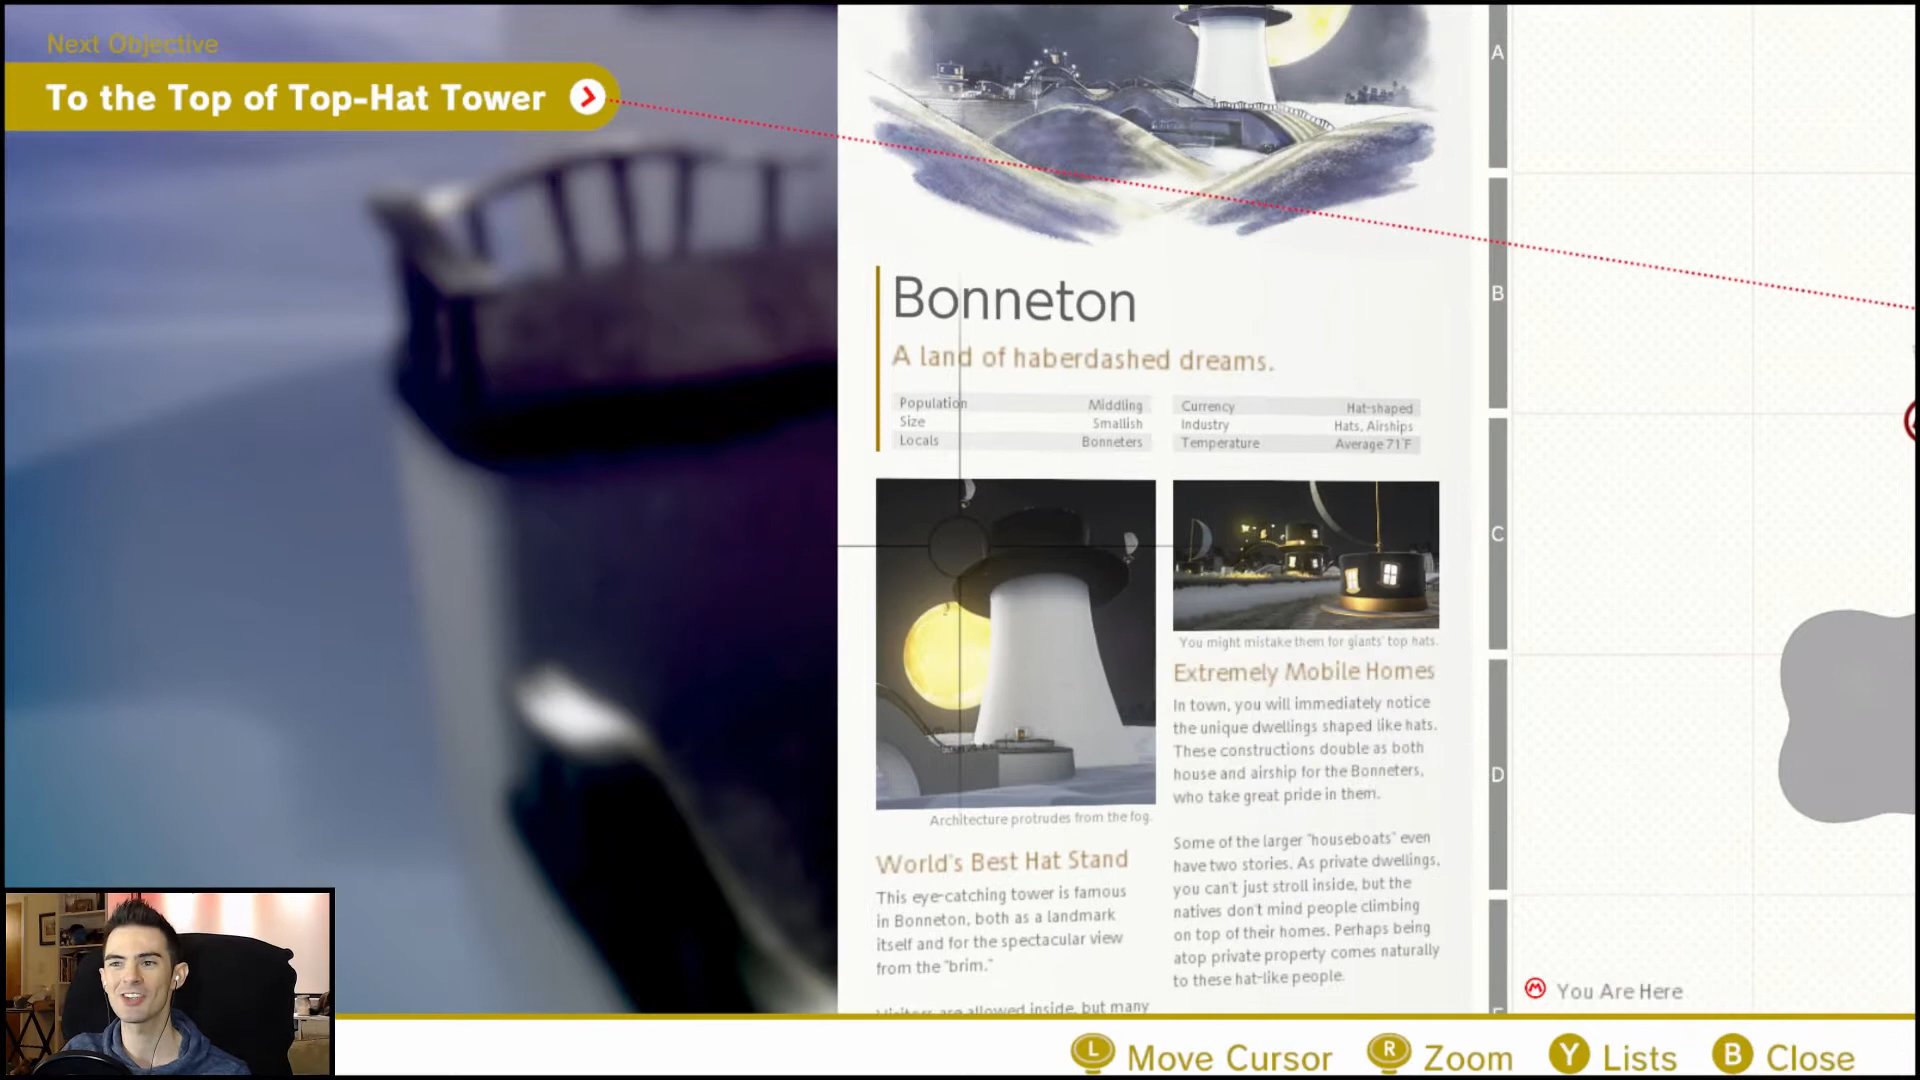 Next Objective
To the Top of Top-Hat Tower
Bonneton
A land of haberdashed dreams.
Population Middling
Size Smallish
Locals Bonneters
Currency Hat-shaped
Industry Hats, Airships
Temperature Average 71°F
Architecture protrudes from the fog.
World's Best Hat Stand
This eye-catching tower is famous
in Bonneton, both as a landmark
itself and for the spectacular view
from the "brim."
Visitors are allowed inside, but many
You might mistake them for giants' top hats.
Extremely Mobile Homes
In town, you will immediately notice
the unique dwellings shaped like hats.
These constructions double as both
house and airship for the Bonneters,
who take great pride in them.
Some of the larger "houseboats" even
have two stories. As private dwellings,
you can't just stroll inside, but the
natives don't mind people climbing
on top of their homes. Perhaps being
atop private property comes naturally
to these hat-like people.
A
B
C
D
E
You Are Here
L Move Cursor R Zoom Y Lists B Close